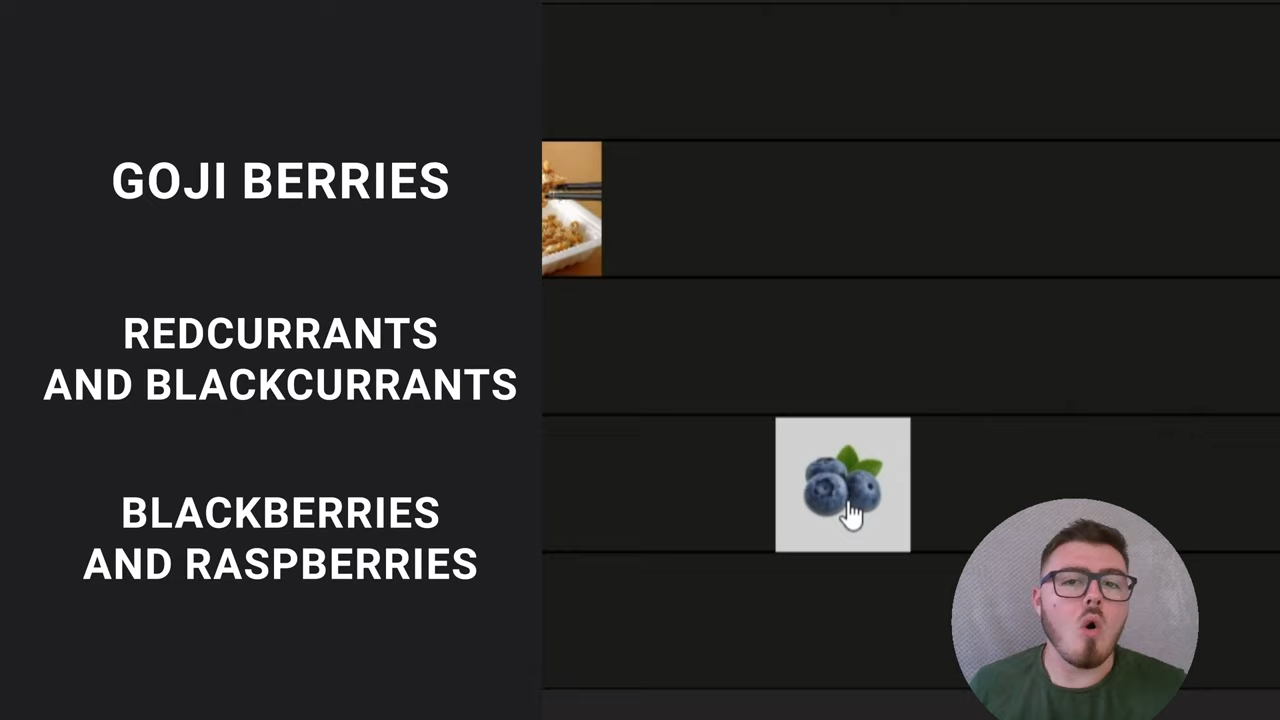 GOJI BERRIES
REDCURRANTS
AND BLACKCURRANTS
BLACKBERRIES
AND RASPBERRIES